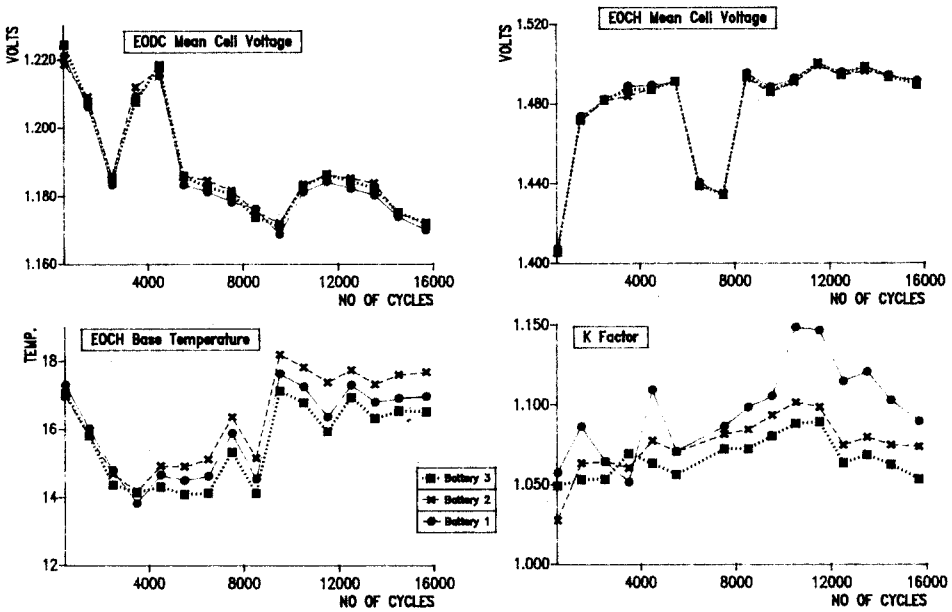 EODC Mean Cell Voltage
VOLTS
1.220
1.200
1.180
1.160
4000
8000
12000
16000
NO OF CYCLES
EOCH Mean Cell Voltage
VOLTS
1.520
1.480
1.440
1.400
4000
8000
12000
16000
NO OF CYCLES
EOCH Base Temperature
TEMP.
18
16
14
12
4000
8000
12000
16000
NO OF CYCLES
Battery 3
Battery 2
Battery 1
K Factor
1.150
1.100
1.050
1.000
4000
8000
12000
16000
NO OF CYCLES